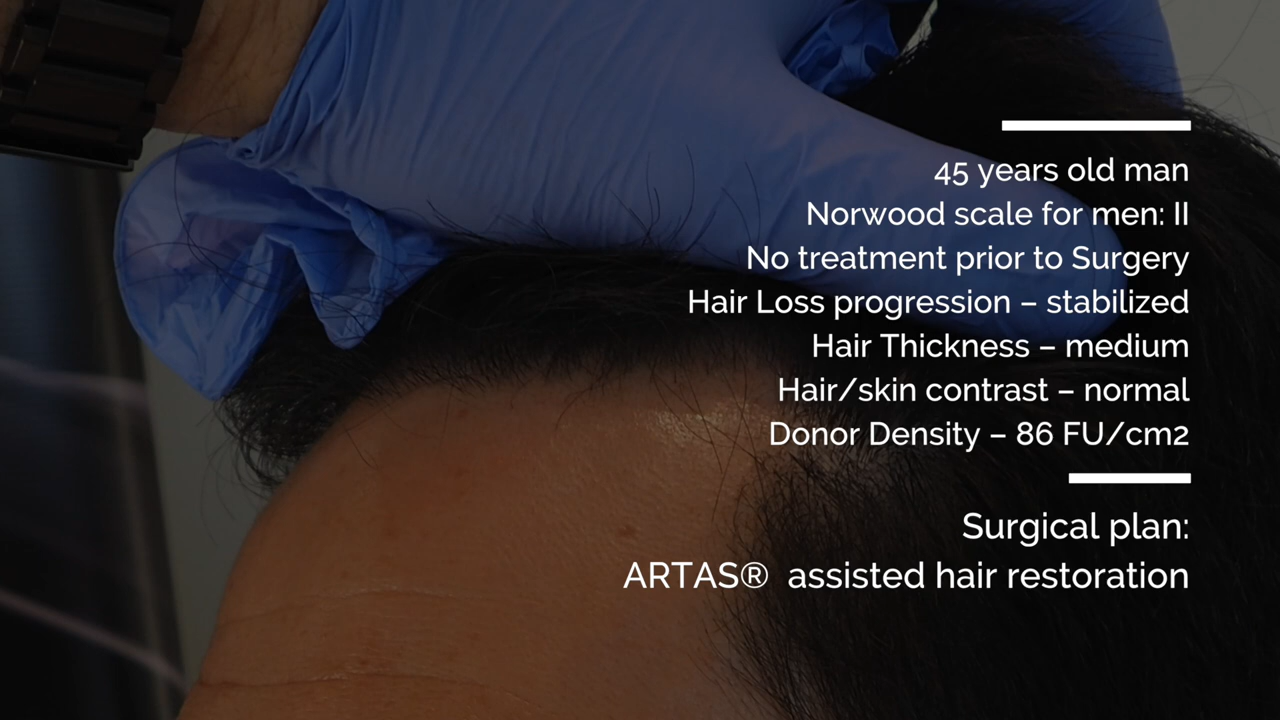 45 years old man
Norwood scale for men: II
No treatment prior to Surgery
Hair Loss progression – stabilized
Hair Thickness – medium
Hair/skin contrast – normal
Donor Density – 86 FU/cm2
Surgical plan:
ARTAS® assisted hair restoration